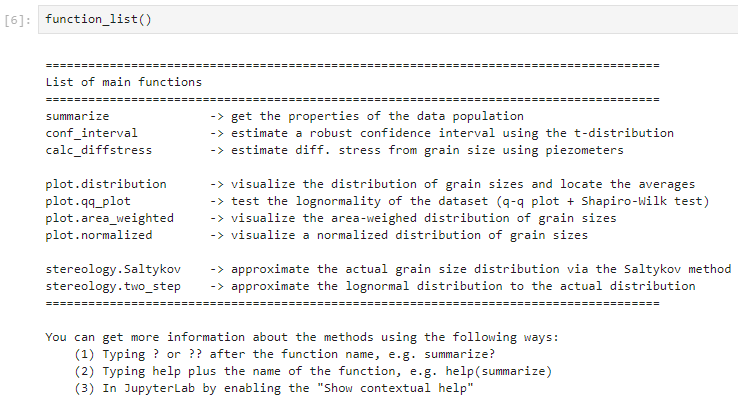 [6]: function_list()
======================================================================================
List of main functions
======================================================================================
summarize              -> get the properties of the data population
conf_interval          -> estimate a robust confidence interval using the t-distribution
calc_diffstress        -> estimate diff. stress from grain size using piezometers

plot.distribution      -> visualize the distribution of grain sizes and locate the averages
plot.qq_plot           -> test the lognormality of the dataset (q-q plot + Shapiro-Wilk test)
plot.area_weighted     -> visualize the area-weighed distribution of grain sizes
plot.normalized        -> visualize a normalized distribution of grain sizes

stereology.Saltykov    -> approximate the actual grain size distribution via the Saltykov method
stereology.two_step    -> approximate the lognormal distribution to the actual distribution
======================================================================================

You can get more information about the methods using the following ways:
    (1) Typing ? or ?? after the function name, e.g. summarize?
    (2) Typing help plus the name of the function, e.g. help(summarize)
    (3) In JupyterLab by enabling the "Show contextual help"